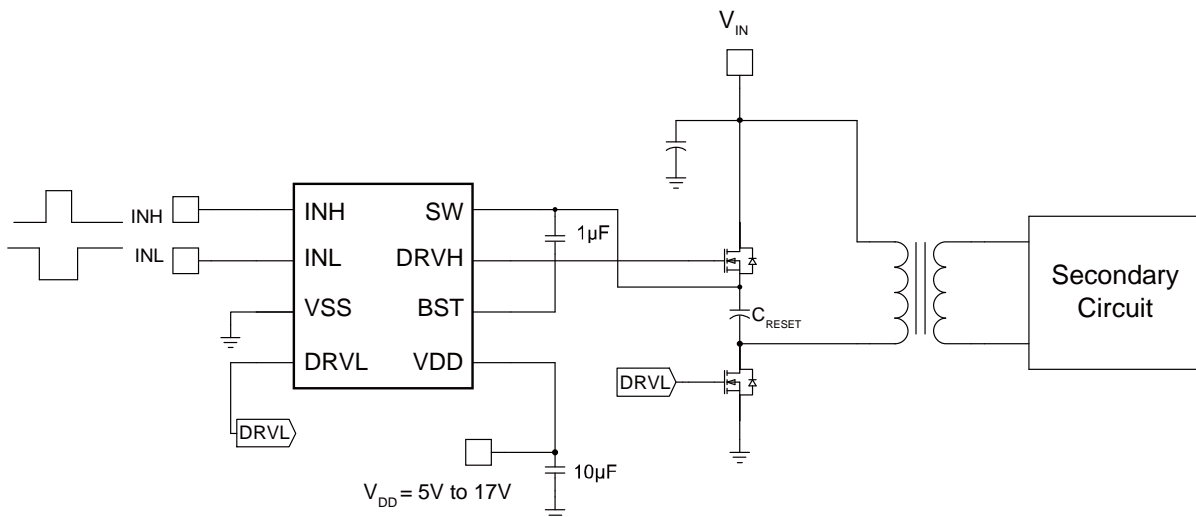 V_IN
INH
INL
INH
SW
INL
DRVH
VSS
BST
DRVL
VDD
1µF
C_RESET
DRVL
DRVL
10µF
V_DD = 5V to 17V
Secondary
Circuit